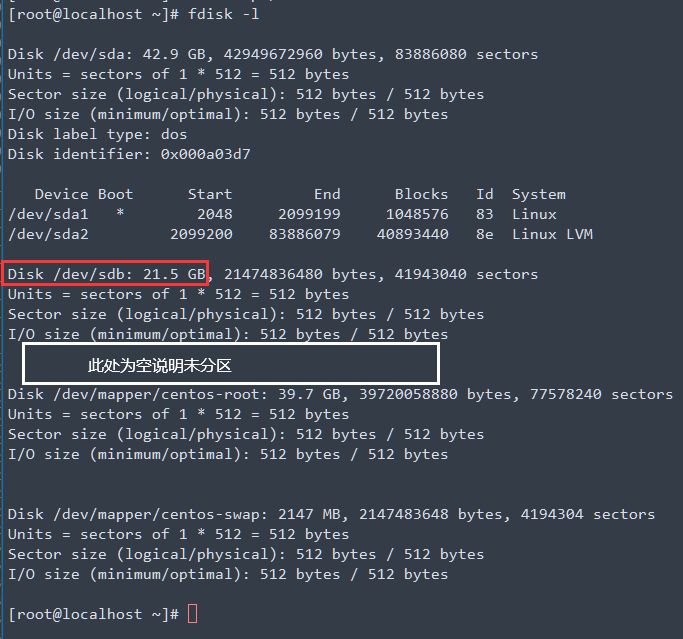 [root@localhost ~]# fdisk -l
Disk /dev/sda: 42.9 GB, 42949672960 bytes, 83886080 sectors
Units = sectors of 1 * 512 = 512 bytes
Sector size (logical/physical): 512 bytes / 512 bytes
I/O size (minimum/optimal): 512 bytes / 512 bytes
Disk label type: dos
Disk identifier: 0x000a03d7
Device Boot Start End Blocks Id System
/dev/sda1 * 2048 2099199 1048576 83 Linux
/dev/sda2 2099200 83886079 40893440 8e Linux LVM
Disk /dev/sdb: 21.5 GB, 21474836480 bytes, 41943040 sectors
Units = sectors of 1 * 512 = 512 bytes
Sector size (logical/physical): 512 bytes / 512 bytes
I/O size (minimum/optimal): 512 bytes / 512 bytes
此处为空说明未分区
Disk /dev/mapper/centos-root: 39.7 GB, 39720058880 bytes, 77578240 sectors
Units = sectors of 1 * 512 = 512 bytes
Sector size (logical/physical): 512 bytes / 512 bytes
I/O size (minimum/optimal): 512 bytes / 512 bytes
Disk /dev/mapper/centos-swap: 2147 MB, 2147483648 bytes, 4194304 sectors
Units = sectors of 1 * 512 = 512 bytes
Sector size (logical/physical): 512 bytes / 512 bytes
I/O size (minimum/optimal): 512 bytes / 512 bytes
[root@localhost ~]#